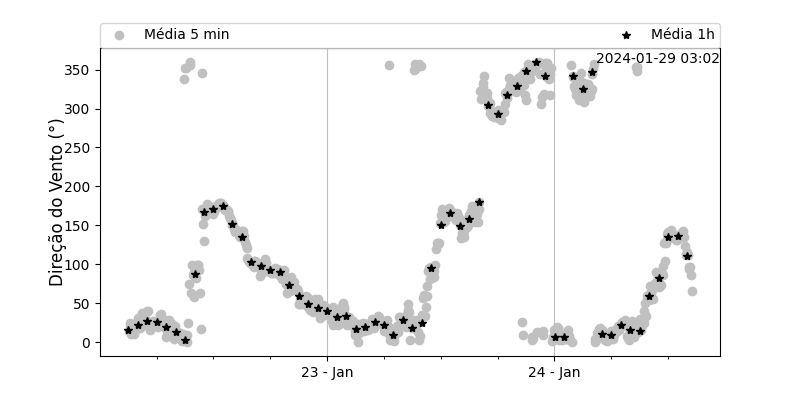 Média 5 min
Média 1h
2024-01-29 03:02
Direção do Vento (°)
350
300
250
200
150
100
50
0
23 - Jan
24 - Jan